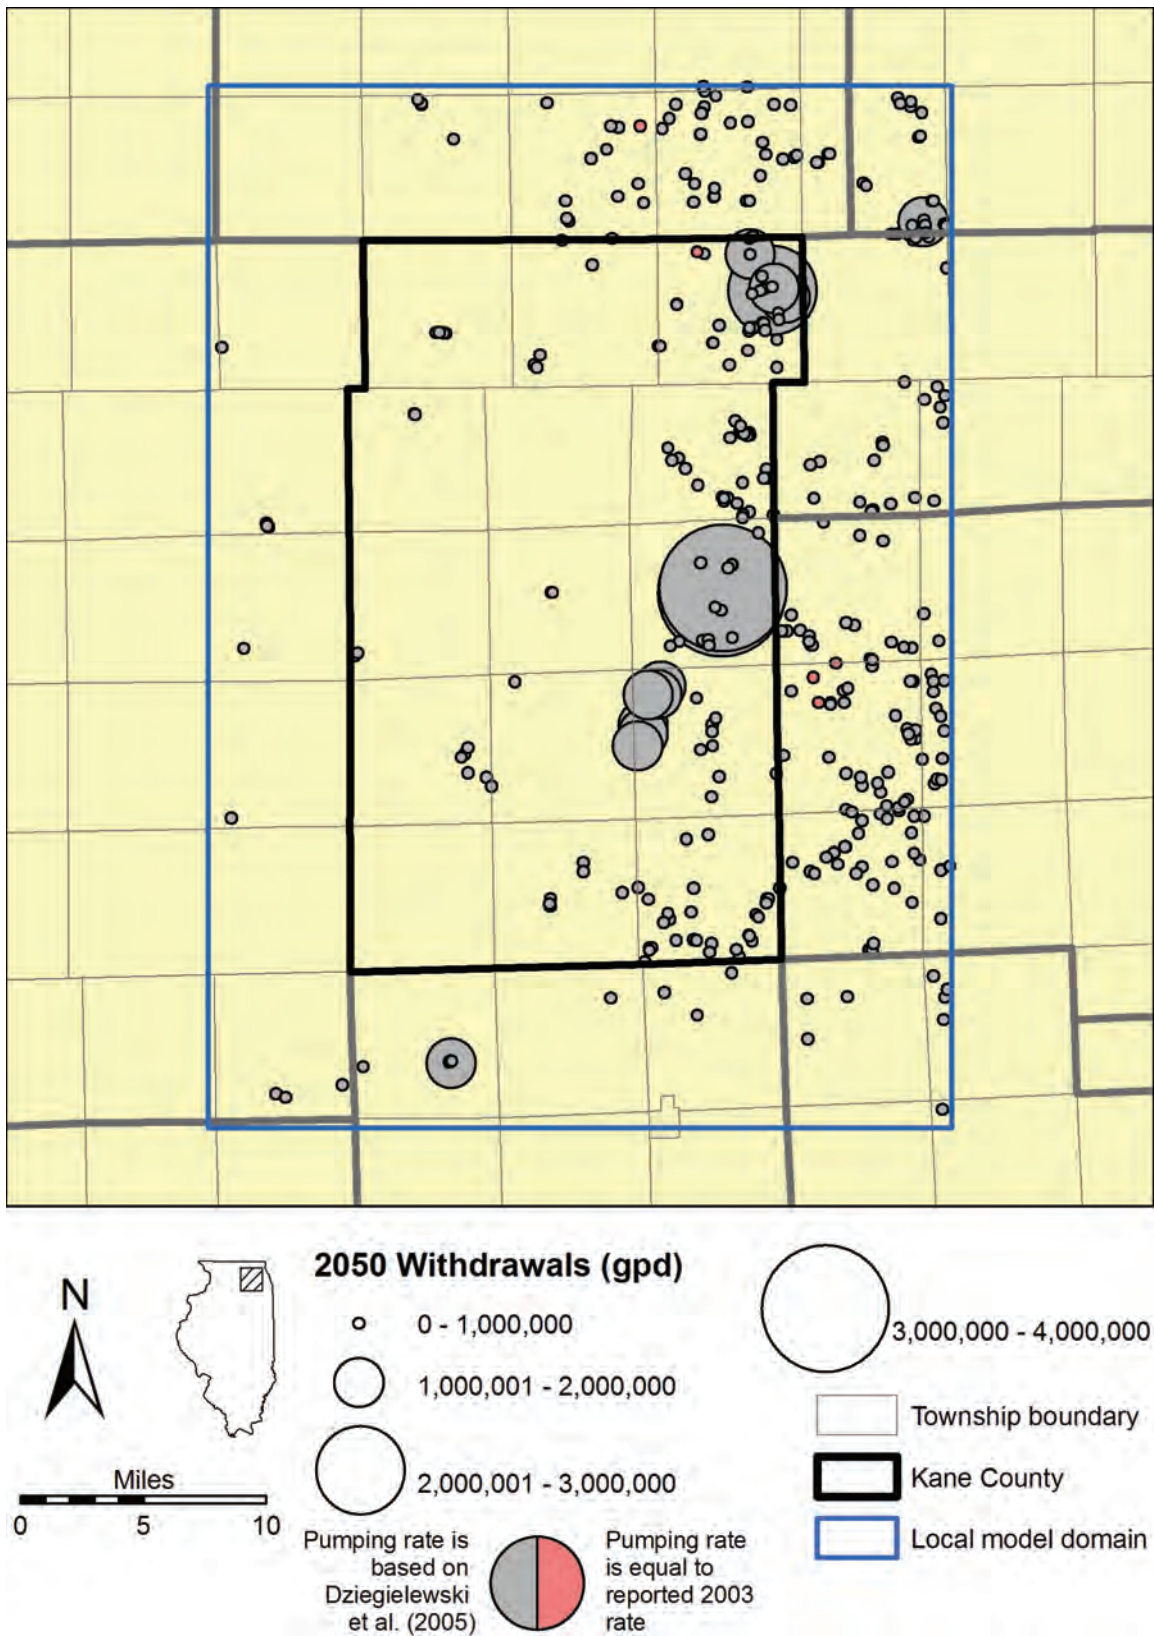 2050 Withdrawals (gpd)
0 - 1,000,000
1,000,001 - 2,000,000
2,000,001 - 3,000,000
3,000,000 - 4,000,000
Township boundary
Kane County
Local model domain
N
Miles
0 5 10
Pumping rate is
based on
Dziegielewski
et al. (2005)
Pumping rate
is equal to
reported 2003
rate